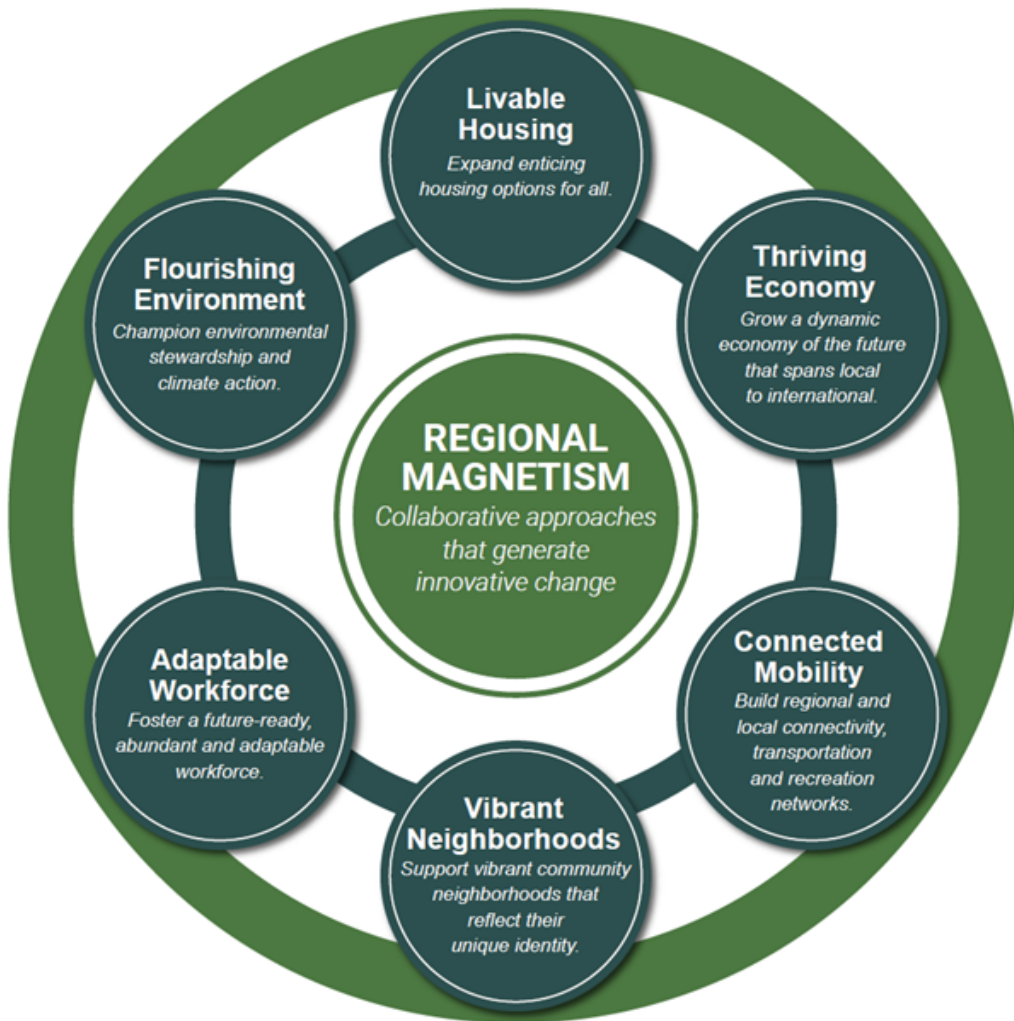 Livable
Housing
Expand enticing
housing options for all.
Thriving
Economy
Grow a dynamic
economy of the future
that spans local
to international.
Connected
Mobility
Build regional and
local connectivity,
transportation
and recreation
networks.
Vibrant
Neighborhoods
Support vibrant community
neighborhoods that
reflect their
unique identity.
Adaptable
Workforce
Foster a future-ready,
abundant and adaptable
workforce.
Flourishing
Environment
Champion environmental
stewardship and
climate action.
REGIONAL
MAGNETISM
Collaborative approaches
that generate
innovative change